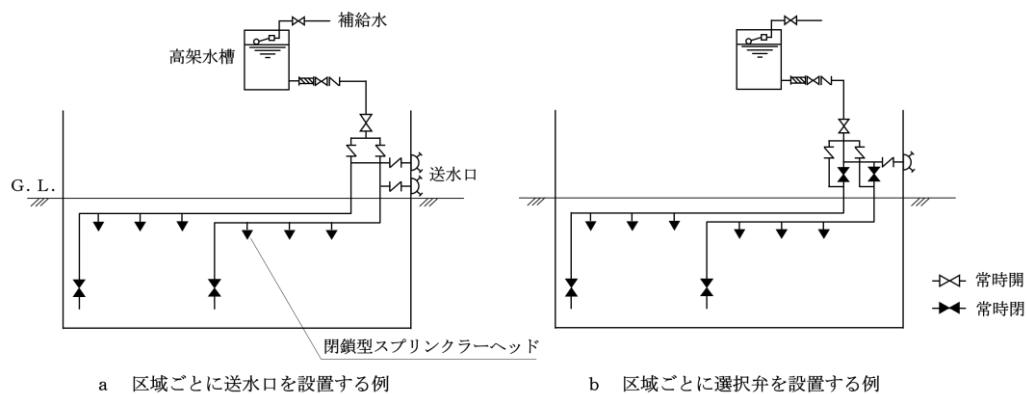 補給水
高架水槽
送水口
G. L.
常時開
常時閉
閉鎖型スプリンクラーヘッド
a 区域ごとに送水口を設置する例
b 区域ごとに選択弁を設置する例